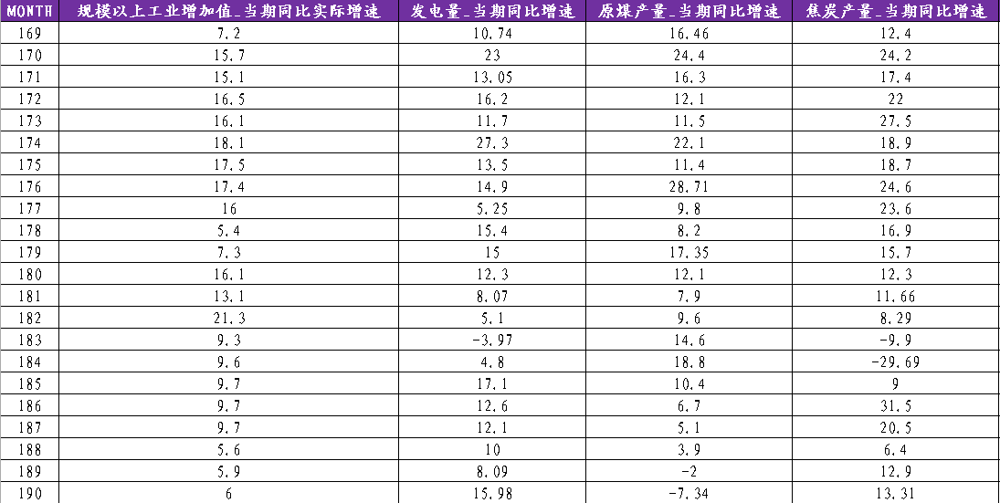 MONTH 规模以上工业增加值_当期同比实际增速 发电量_当期同比增速 原煤产量_当期同比增速 焦炭产量_当期同比增速
169 7.2 10.74 16.46 12.4
170 15.7 23 24.4 24.2
171 15.1 13.05 16.3 17.4
172 16.5 16.2 12.1 22
173 16.1 11.7 11.5 27.5
174 18.1 27.3 22.1 18.9
175 17.5 13.5 11.4 18.7
176 17.4 14.9 28.71 24.6
177 16 5.25 9.8 23.6
178 5.4 15.4 8.2 16.9
179 7.3 15 17.35 15.7
180 16.1 12.3 12.1 12.3
181 13.1 8.07 7.9 11.66
182 21.3 5.1 9.6 8.29
183 9.3 -3.97 14.6 -9.9
184 9.6 4.8 18.8 -29.69
185 9.7 17.1 10.4 9
186 9.7 12.6 6.7 31.5
187 9.7 12.1 5.1 20.5
188 5.6 10 3.9 6.4
189 5.9 8.09 -2 12.9
190 6 15.98 -7.34 13.31